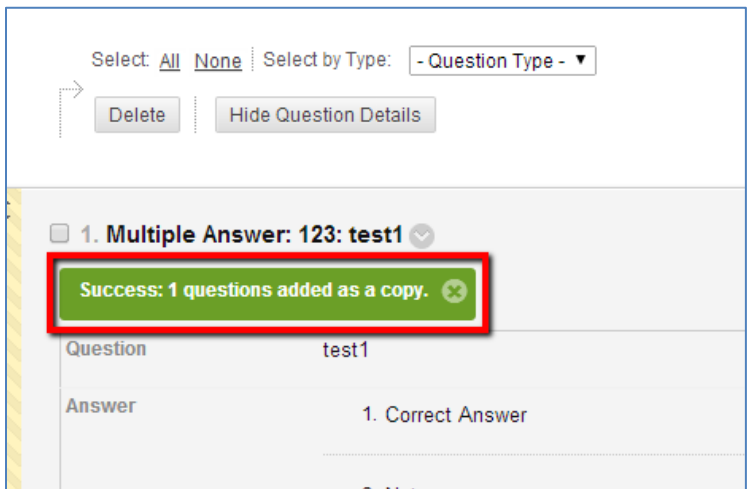 Select: All None Select by Type: - Question Type -
Delete Hide Question Details
1. Multiple Answer: 123: test1
Success: 1 questions added as a copy.
Question test1
Answer 1. Correct Answer